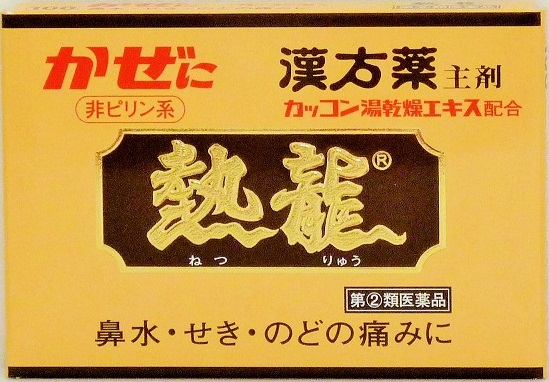 かぜに
非ピリン系
漢方薬主剤
カッコン湯乾燥エキス配合
熱龍®
ねつ りゅう
第②類医薬品
鼻水・せき・のどの痛みに